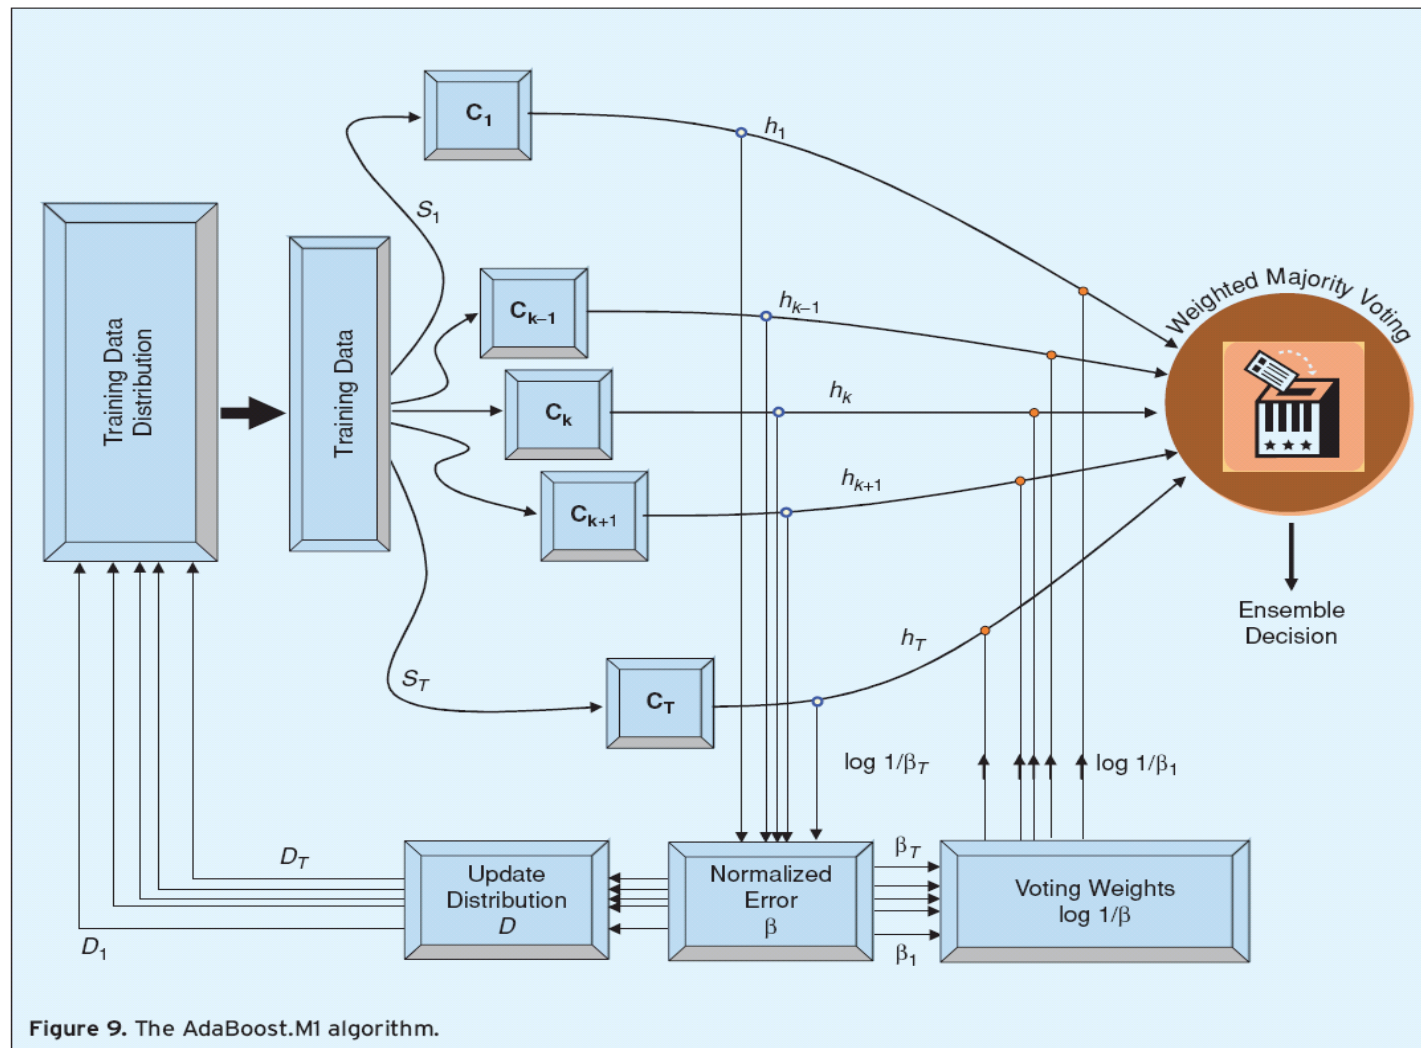 C1
h1
S1
Weighted Majority Voting
Training Data
Distribution
Training Data
Ck–1
hk–1
Ck
hk
Ck+1
hk+1
Ensemble
Decision
ST
CT
hT
log 1/βT
log 1/β1
DT
D1
Update
Distribution
D
Normalized
Error
β
βT
β1
Voting Weights
log 1/β
Figure 9. The AdaBoost.M1 algorithm.